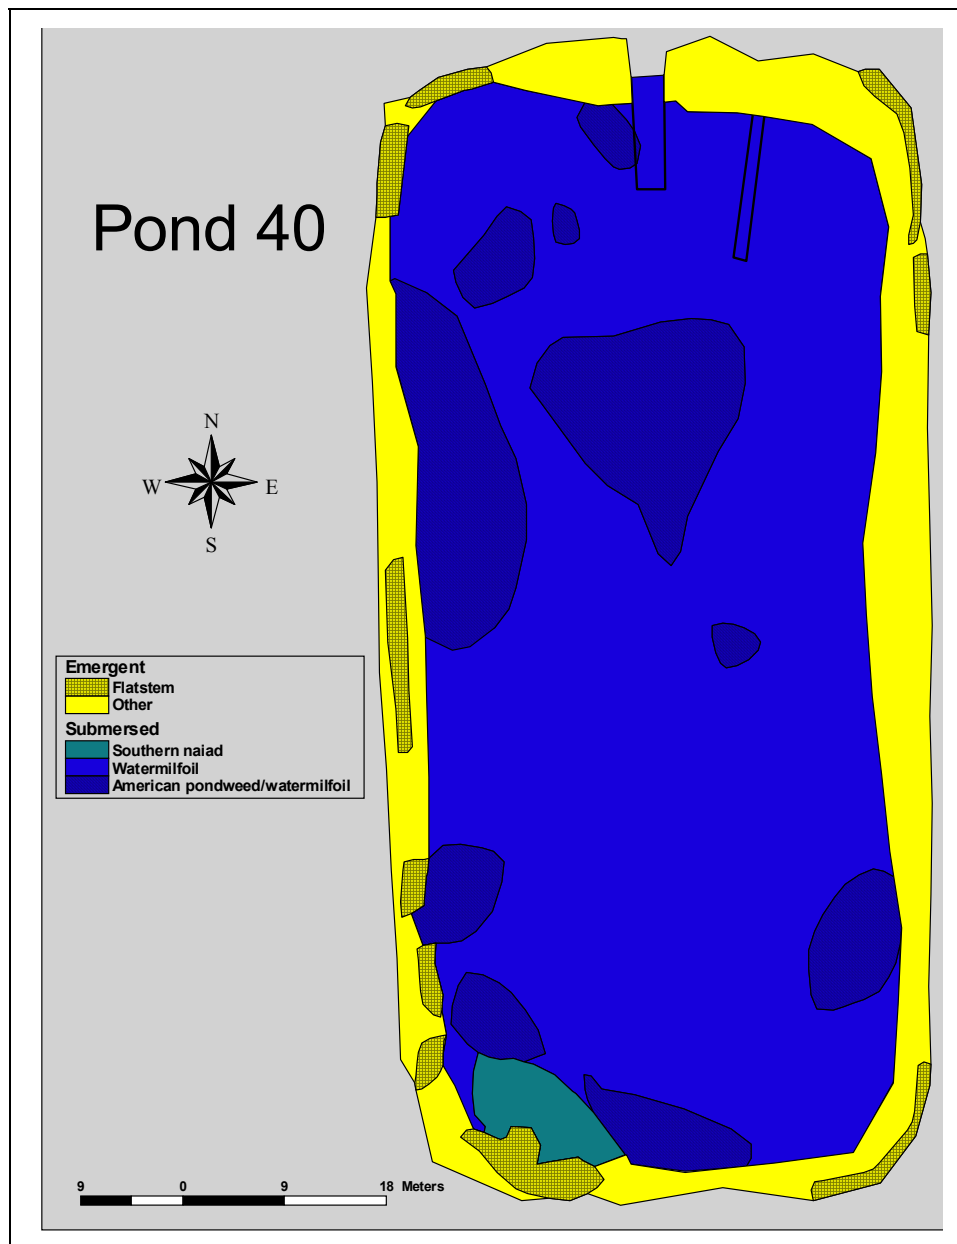 Pond 40
N
W E
S
Emergent
Flatstem
Other
Submersed
Southern naiad
Watermilfoil
American pondweed/watermilfoil
9 0 9 18 Meters